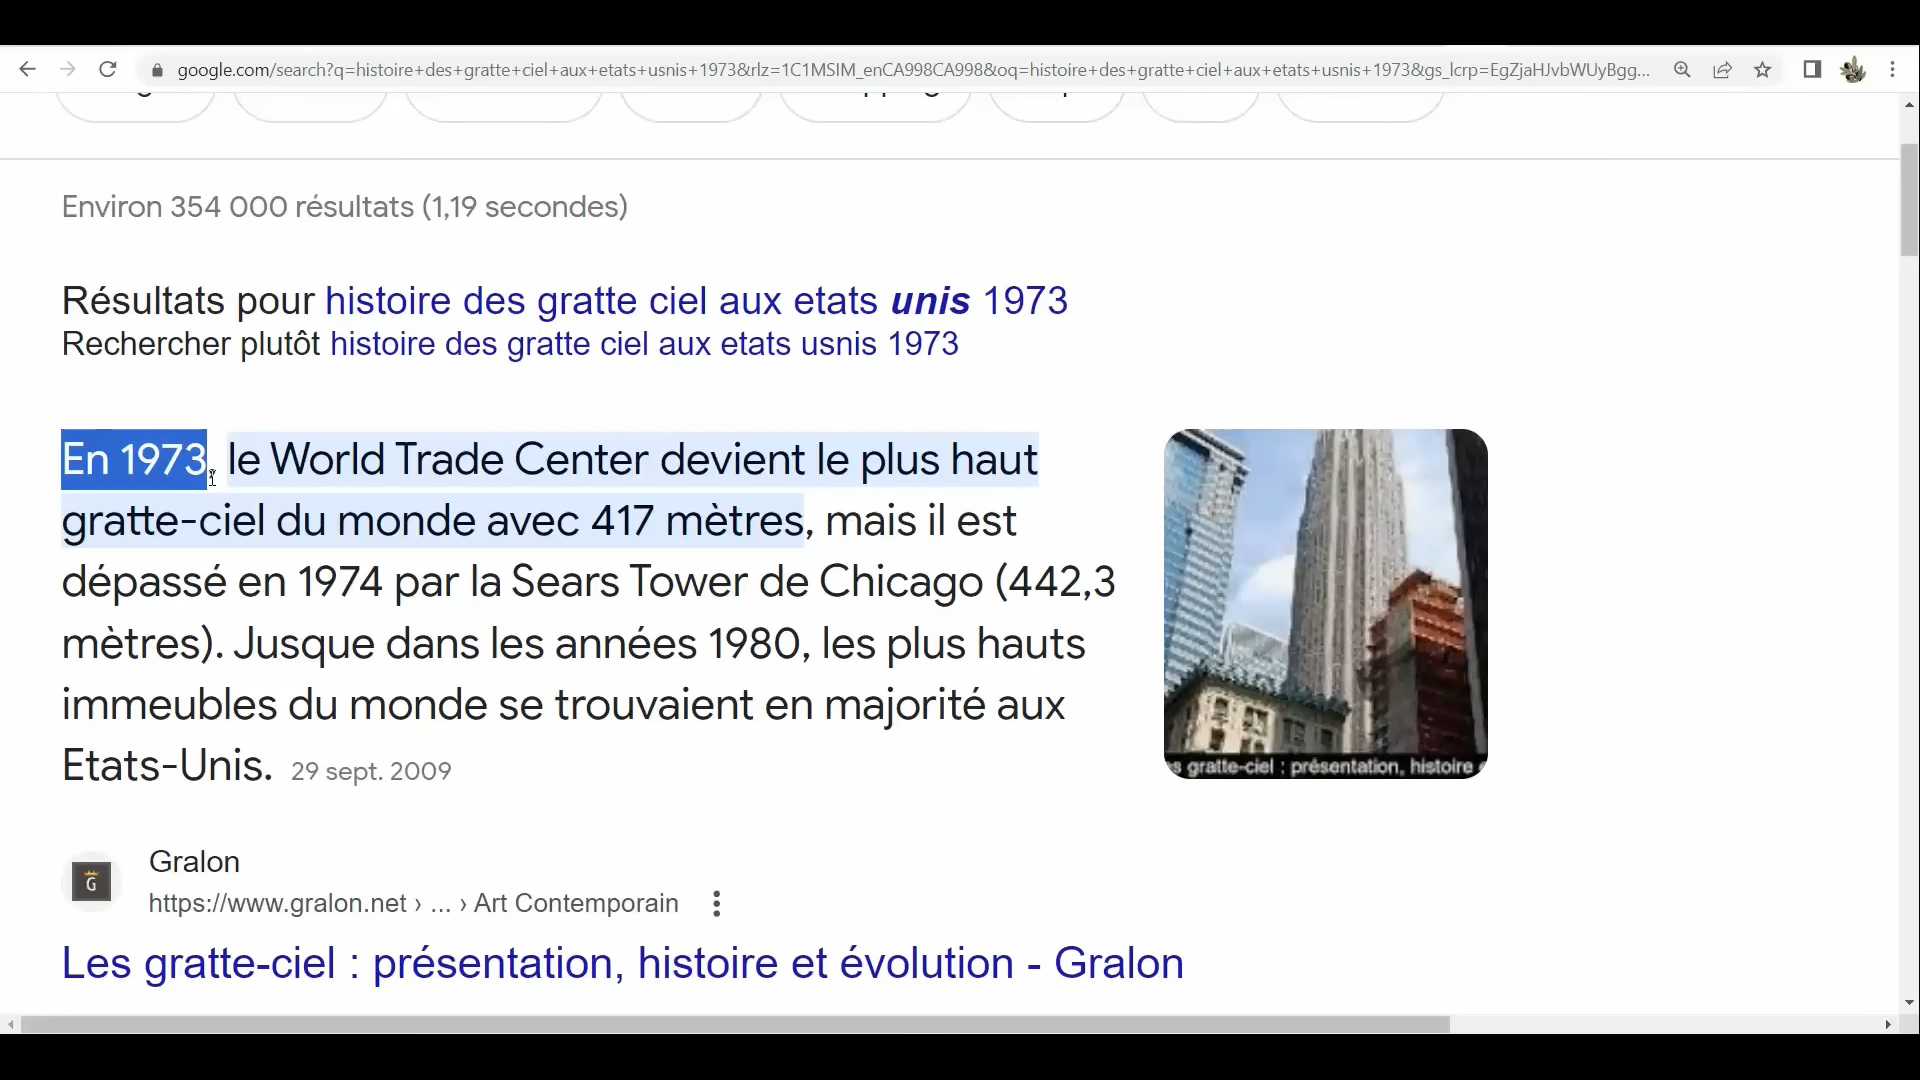 google.com/search?q=histoire+des+gratte+ciel+aux+etats+usnis+1973&rlz=1C1MSIM_enCA998CA998&oq=histoire+des+gratte+ciel+aux+etats+usnis+1973&gs_lcrp=EgZjaHJvbWUyBgg...
Environ 354 000 résultats (1,19 secondes)
Résultats pour histoire des gratte ciel aux etats unis 1973
Rechercher plutôt histoire des gratte ciel aux etats usnis 1973
En 1973, le World Trade Center devient le plus haut
gratte-ciel du monde avec 417 mètres, mais il est
dépassé en 1974 par la Sears Tower de Chicago (442,3
mètres). Jusque dans les années 1980, les plus hauts
immeubles du monde se trouvaient en majorité aux
Etats-Unis. 29 sept. 2009
gratte-ciel : présentation, histoire
G
Gralon
https://www.gralon.net › ... › Art Contemporain
Les gratte-ciel : présentation, histoire et évolution - Gralon